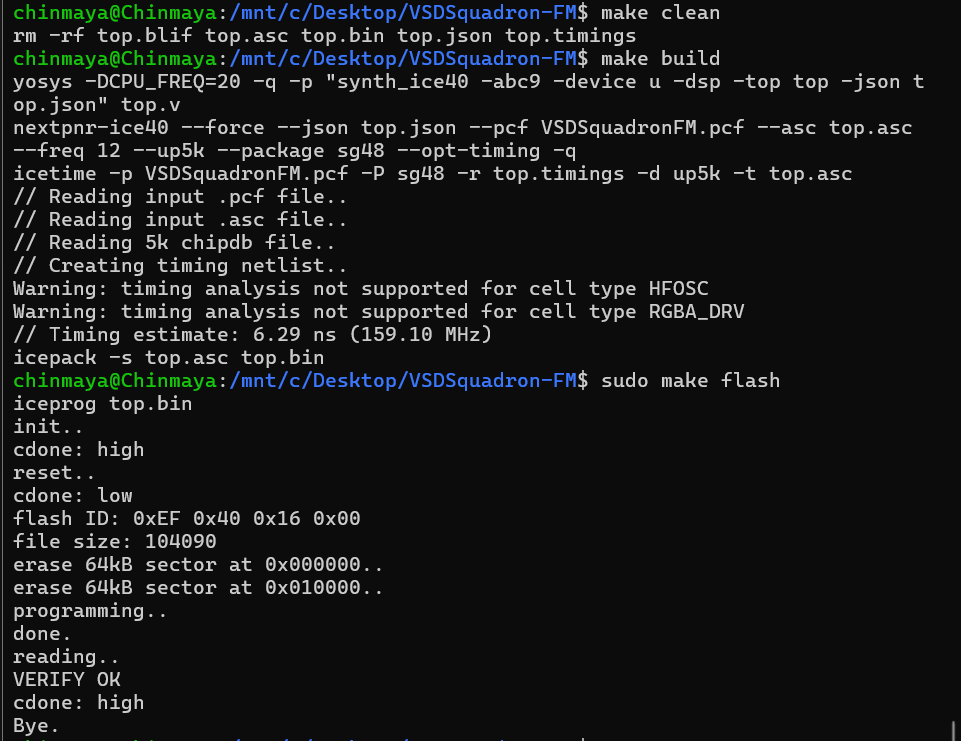 chinmaya@Chinmaya:/mnt/c/Desktop/VSDSquadron-FM$ make clean
rm -rf top.blif top.asc top.bin top.json top.timings
chinmaya@Chinmaya:/mnt/c/Desktop/VSDSquadron-FM$ make build
yosys -DCPU_FREQ=20 -q -p "synth_ice40 -abc9 -device u -dsp -top top -json t
op.json" top.v
nextpnr-ice40 --force --json top.json --pcf VSDSquadronFM.pcf --asc top.asc
--freq 12 --up5k --package sg48 --opt-timing -q
icetime -p VSDSquadronFM.pcf -P sg48 -r top.timings -d up5k -t top.asc
// Reading input .pcf file..
// Reading input .asc file..
// Reading 5k chipdb file..
// Creating timing netlist..
Warning: timing analysis not supported for cell type HFOSC
Warning: timing analysis not supported for cell type RGBA_DRV
// Timing estimate: 6.29 ns (159.10 MHz)
icepack -s top.asc top.bin
chinmaya@Chinmaya:/mnt/c/Desktop/VSDSquadron-FM$ sudo make flash
iceprog top.bin
init..
cdone: high
reset..
cdone: low
flash ID: 0xEF 0x40 0x16 0x00
file size: 104090
erase 64kB sector at 0x000000..
erase 64kB sector at 0x010000..
programming..
done.
reading..
VERIFY OK
cdone: high
Bye.